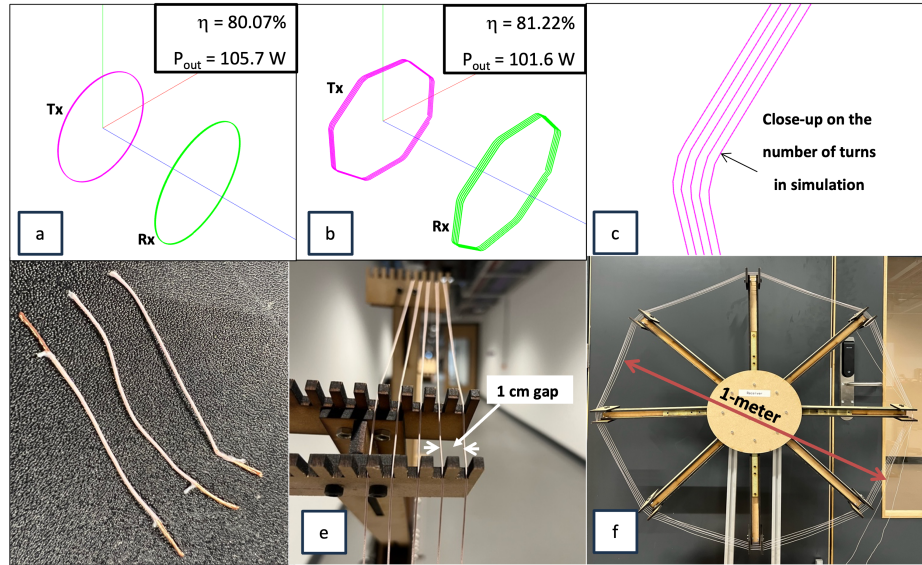 η = 80.07%
P_out = 105.7 W
Tx
Rx
a
η = 81.22%
P_out = 101.6 W
Tx
Rx
b
Close-up on the
number of turns
in simulation
c
1 cm gap
e
1-meter
f